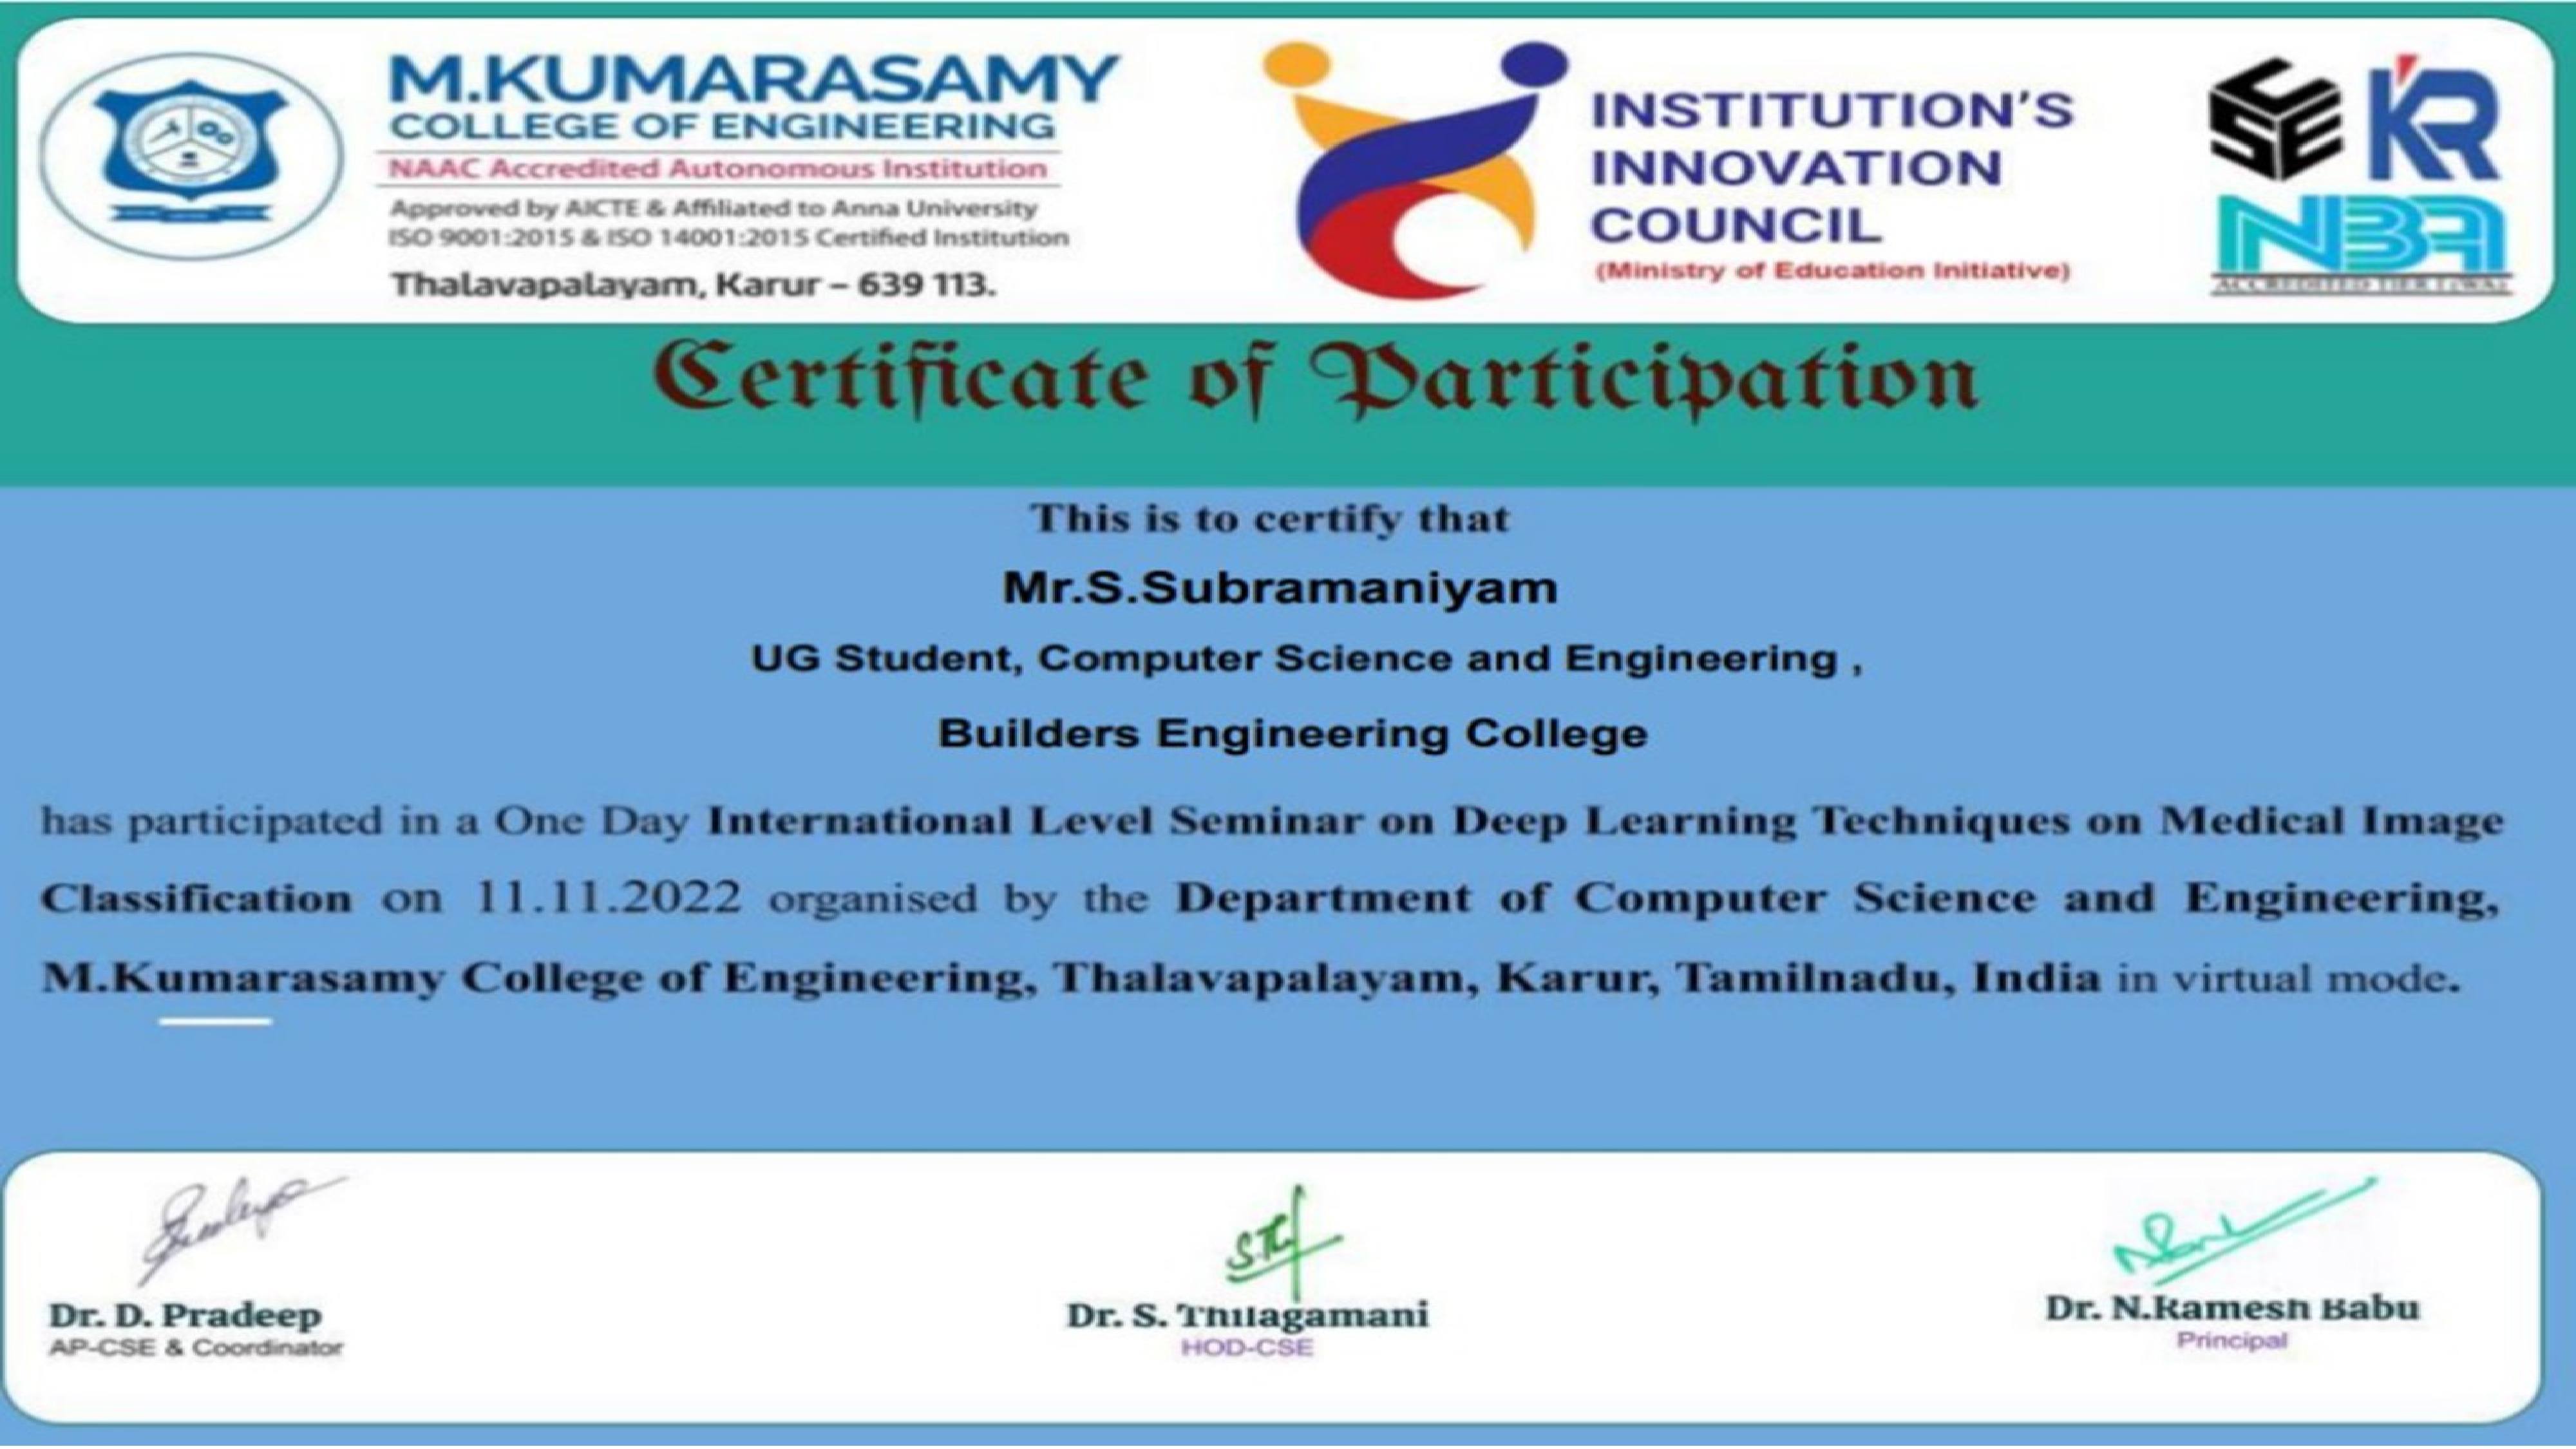 M.KUMARASAMY
COLLEGE OF ENGINEERING
NAAC Accredited Autonomous Institution
Approved by AICTE & Affiliated to Anna University
ISO 9001:2015 & ISO 14001:2015 Certified Institution
Thalavapalayam, Karur – 639 113.
INSTITUTION'S
INNOVATION
COUNCIL
(Ministry of Education Initiative)
CSE
KR
NBA
ACCREDITED TIER I (WA)
Certificate of Participation
This is to certify that
Mr.S.Subramaniyam
UG Student, Computer Science and Engineering ,
Builders Engineering College
has participated in a One Day International Level Seminar on Deep Learning Techniques on Medical Image
Classification on 11.11.2022 organised by the Department of Computer Science and Engineering,
M.Kumarasamy College of Engineering, Thalavapalayam, Karur, Tamilnadu, India in virtual mode.
Dr. D. Pradeep
AP-CSE & Coordinator
Dr. S. Thilagamani
HOD-CSE
Dr. N.Ramesh Babu
Principal